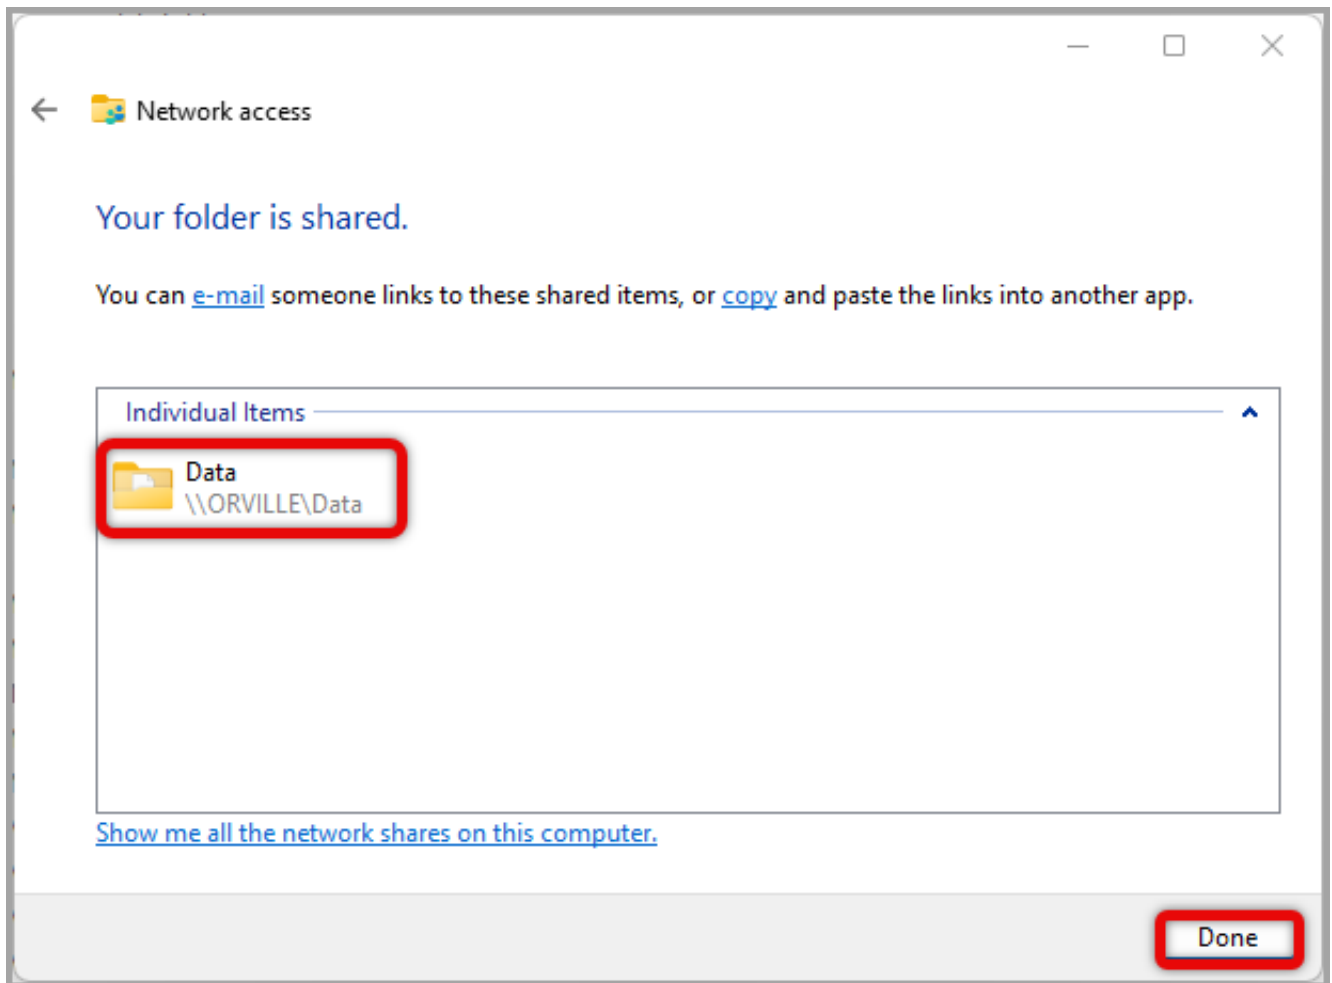 Network access
Your folder is shared.
You can e-mail someone links to these shared items, or copy and paste the links into another app.
Individual Items
Data
\\ORVILLE\Data
Show me all the network shares on this computer.
Done